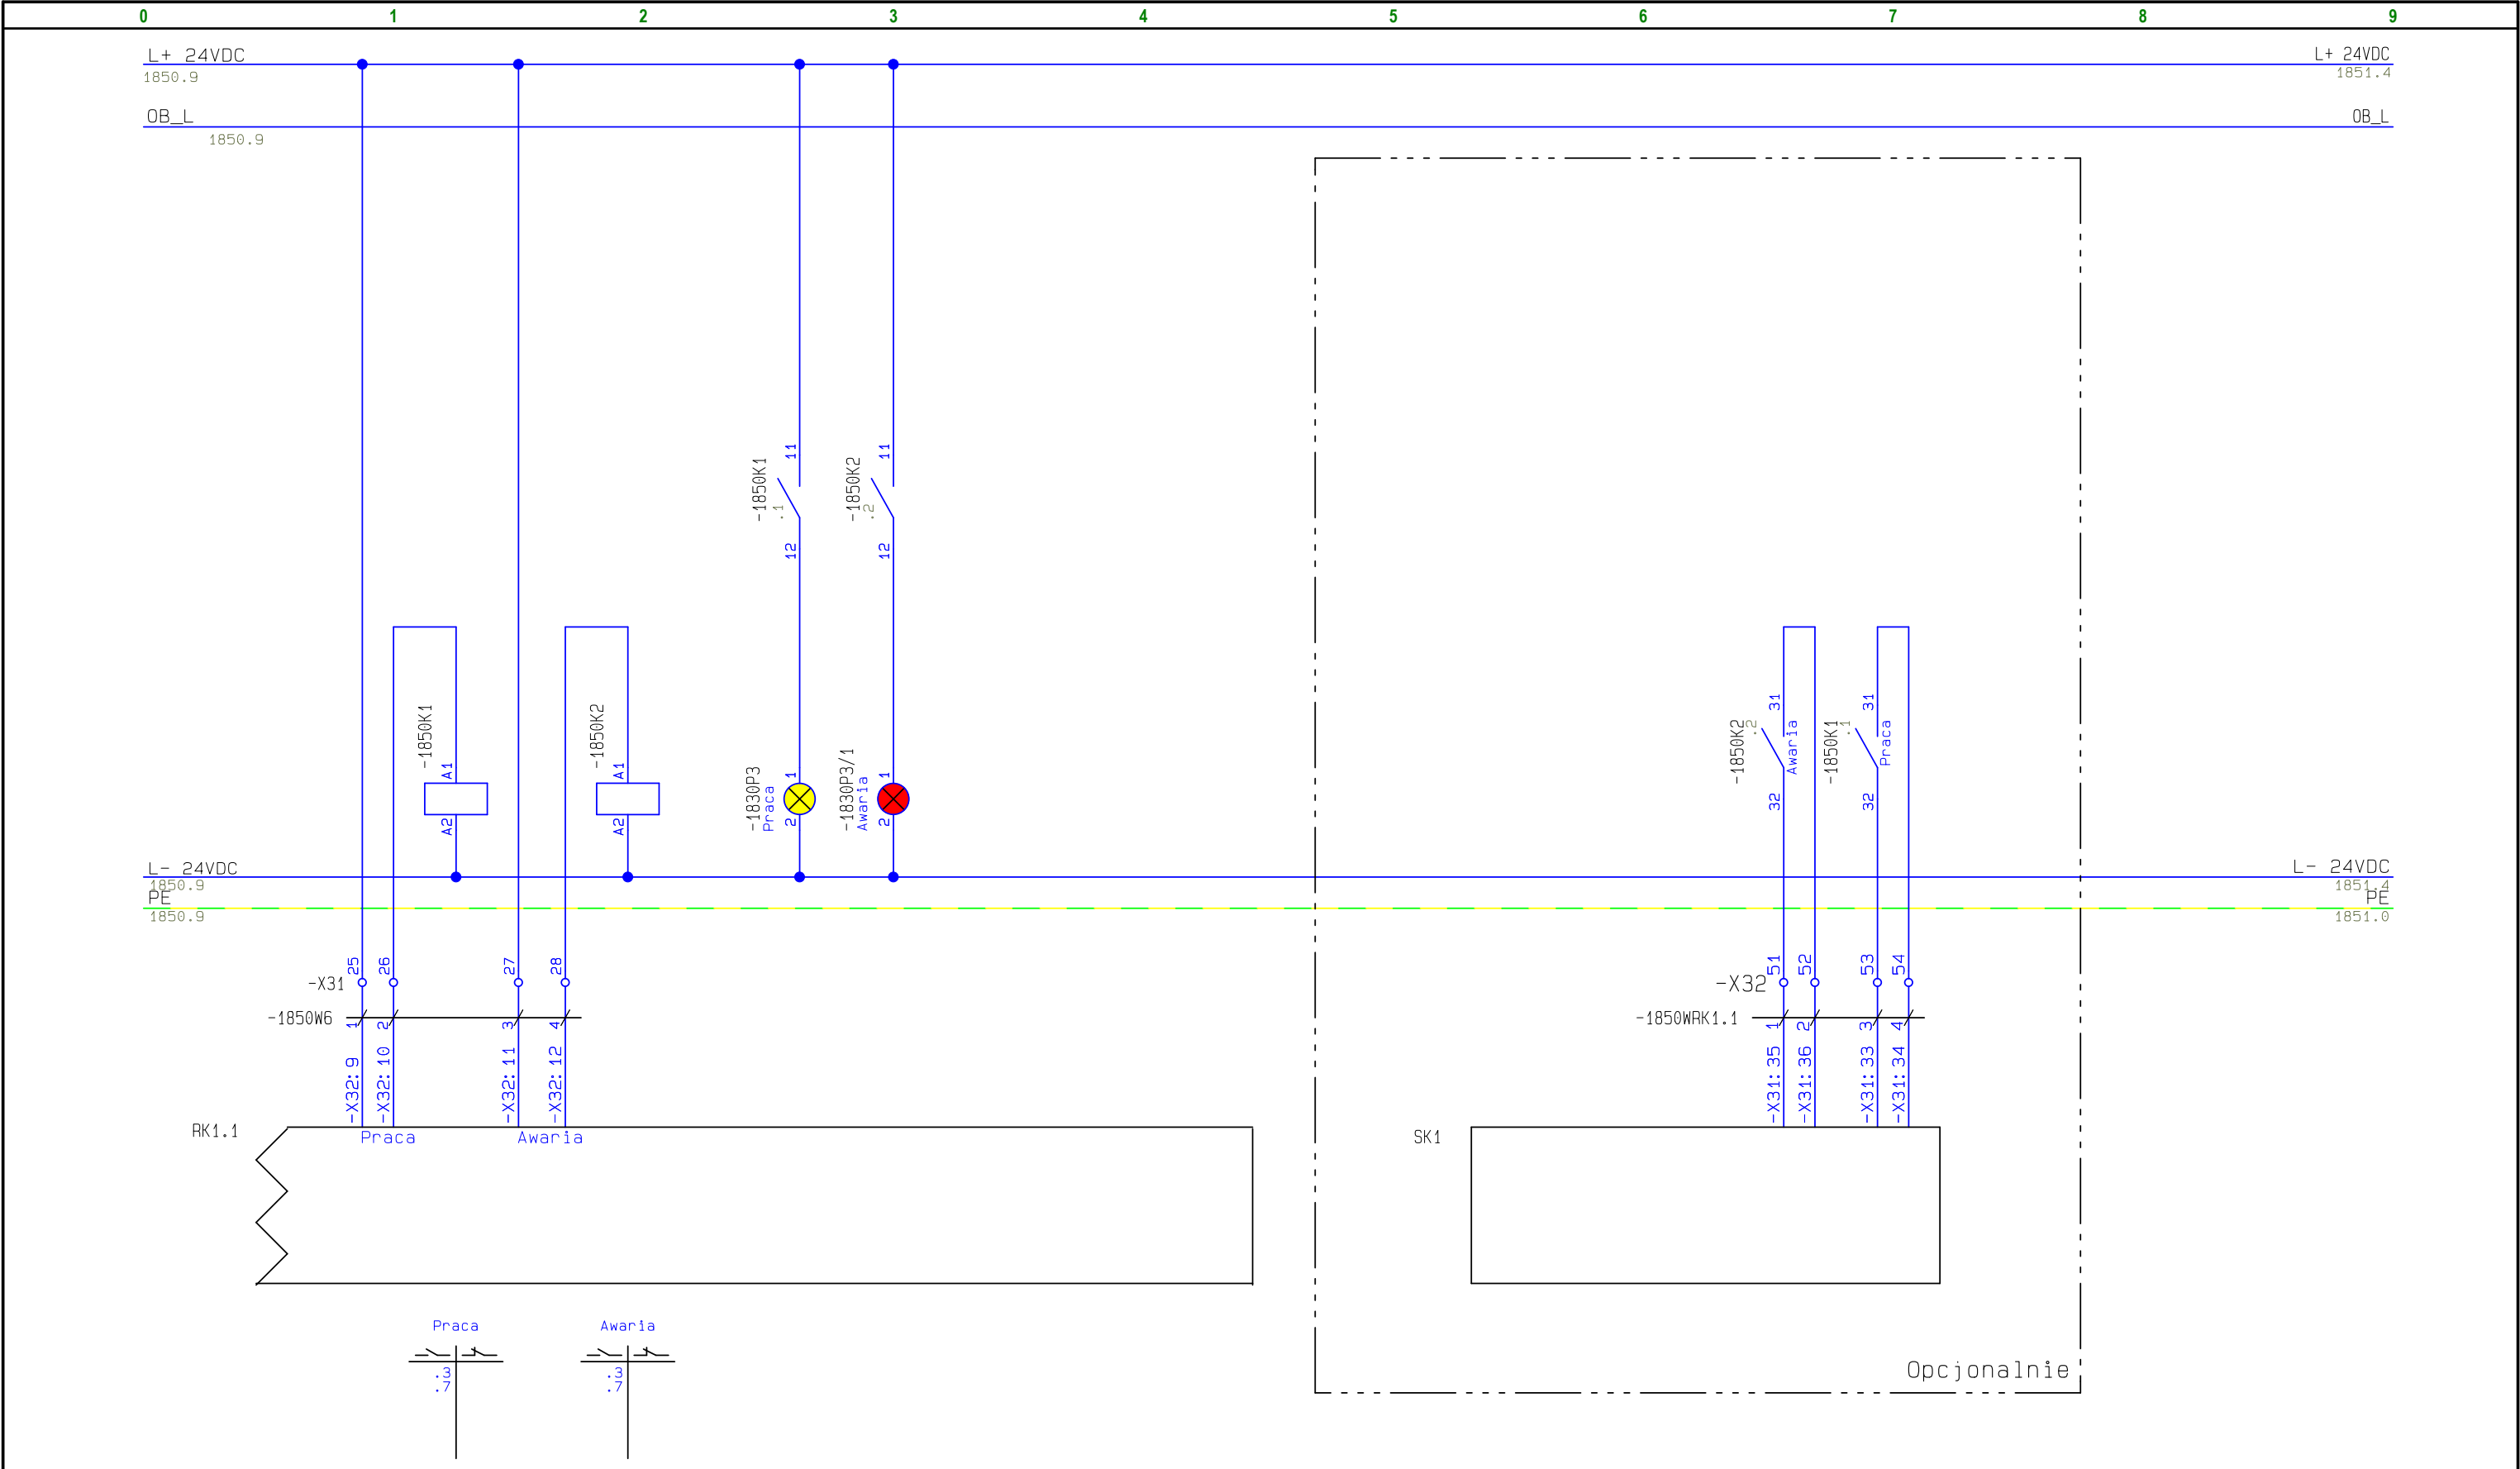 0 1 2 3 4 5 6 7 8 9
L+ 24VDC
1850.9
L+ 24VDC
1851.4
OB_L
1850.9
OB_L
-1850K1
.1
11
12
-1850K2
.2
11
12
-1850K1
A1
A2
-1850K2
A1
A2
-1830P3
Praca
1
2
-1830P3/1
Awaria
1
2
-1850K2
.2
31
32
Awaria
-1850K1
.1
31
32
Praca
L- 24VDC
1850.9
L- 24VDC
1851.4
PE
1850.9
PE
1851.0
-X31
25
26
27
28
-X32
51
52
53
54
-1850W6
1
2
3
4
-1850WRK1.1
1
2
3
4
-X32:9
-X32:10
-X32:11
-X32:12
-X31:35
-X31:36
-X31:33
-X31:34
RK1.1
Praca
Awaria
SK1
Praca
Awaria
.3
.7
.3
.7
Opcjonalnie